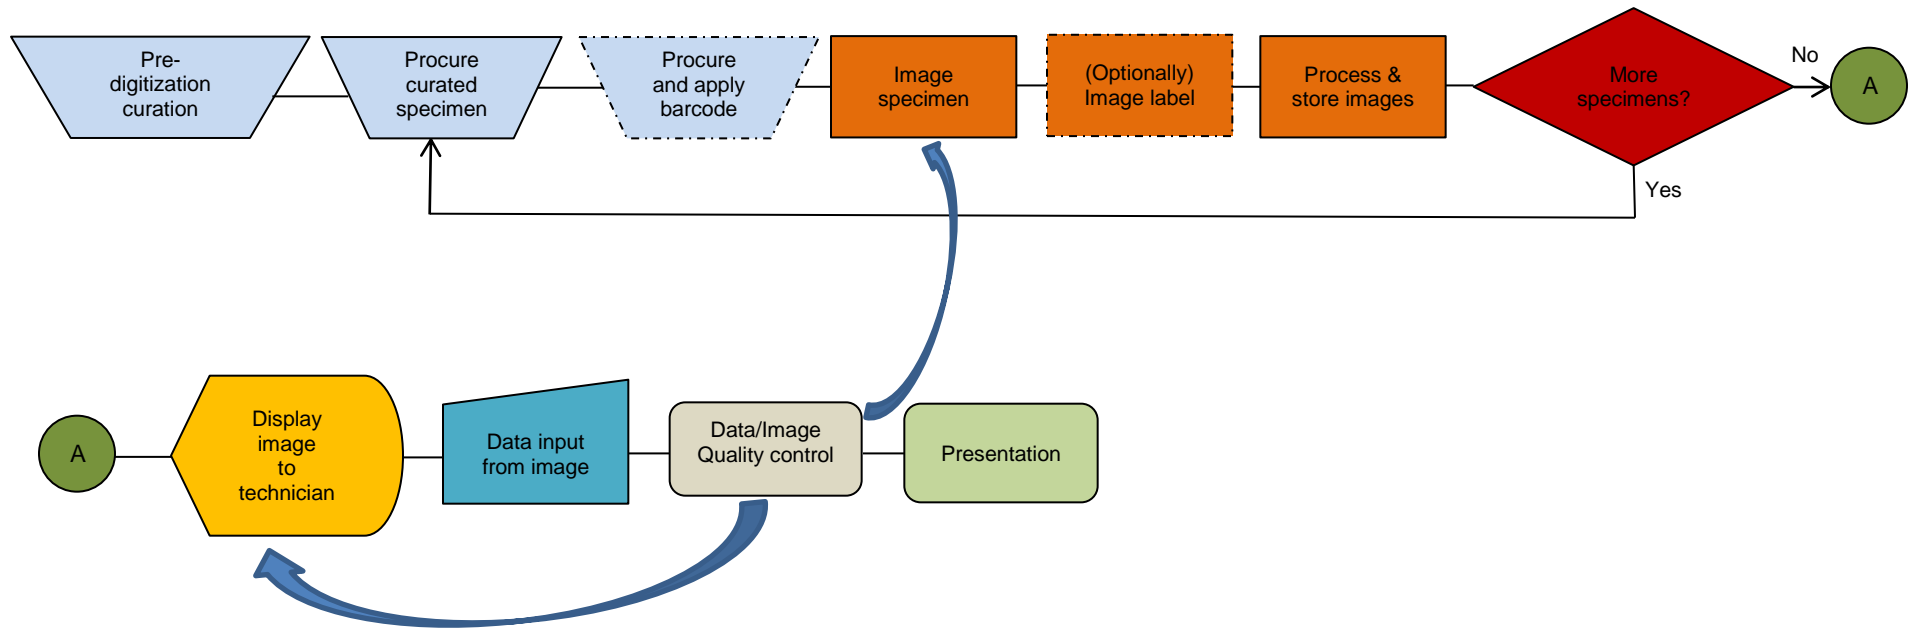 Pre-
digitization
curation
Procure
curated
specimen
Procure
and apply
barcode
Image
specimen
(Optionally)
Image label
Process &
store images
More
specimens?
No
A
Yes
A
Display
image
to
technician
Data input
from image
Data/Image
Quality control
Presentation